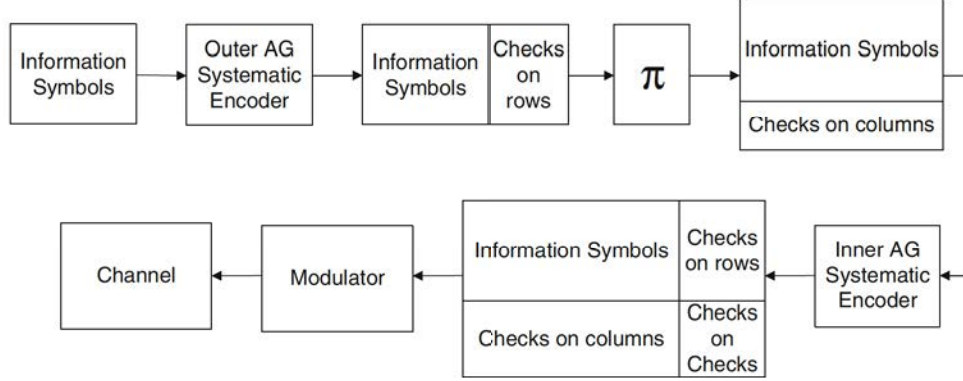 Information
Symbols
Outer AG
Systematic
Encoder
Information
Symbols
Checks
on
rows
π
Information Symbols
Checks on columns
Channel
Modulator
Information Symbols
Checks
on rows
Checks on columns
Checks
on
Checks
Inner AG
Systematic
Encoder